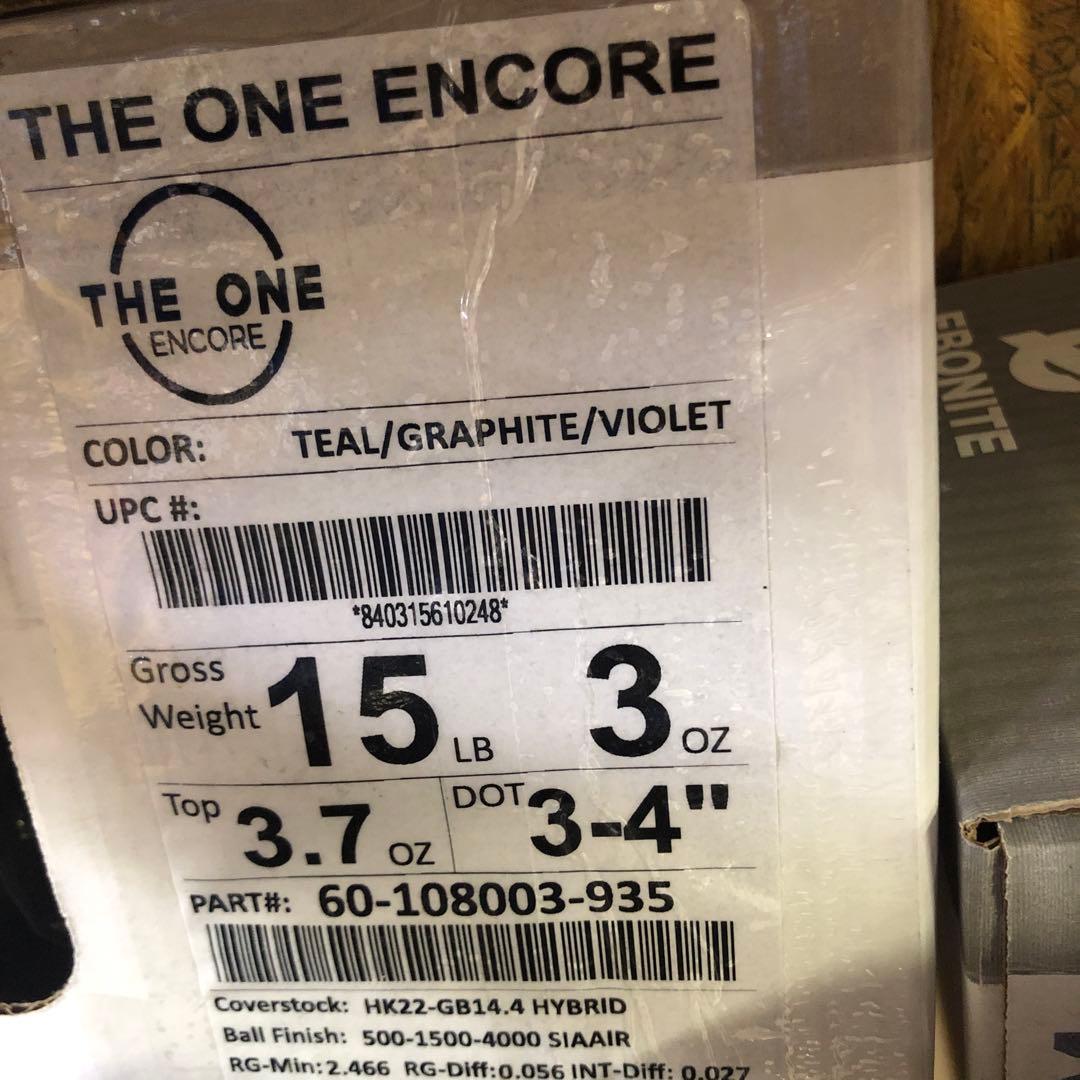 THE ONE ENCORE
THE ONE
ENCORE
COLOR: TEAL/GRAPHITE/VIOLET
UPC #:
*840315610248*
Gross Weight 15 LB 3 OZ
Top 3.7 OZ DOT 3-4"
PART#: 60-108003-935
Coverstock: HK22-GB14.4 HYBRID
Ball Finish: 500-1500-4000 SIAAIR
RG-Min: 2.466 RG-Diff: 0.056 INT-Diff: 0.027
EBONITE